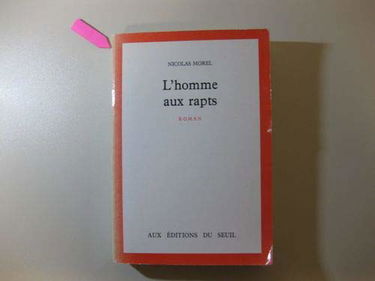 NICOLAS MOREL
L'homme
aux rapts
ROMAN
AUX ÉDITIONS DU SEUIL